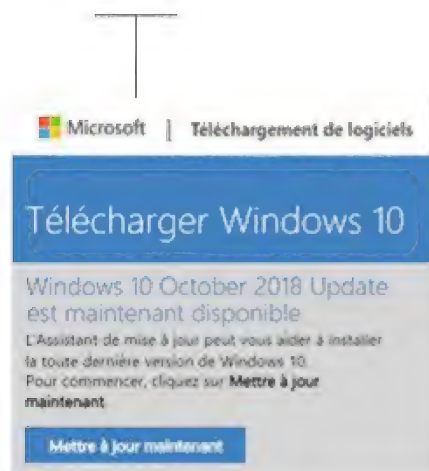 Microsoft | Téléchargement de logiciels
Télécharger Windows 10
Windows 10 October 2018 Update
est maintenant disponible
L'Assistant de mise à jour peut vous aider à installer
la toute dernière version de Windows 10.
Pour commencer, cliquez sur Mettre à jour
maintenant.
Mettre à jour maintenant